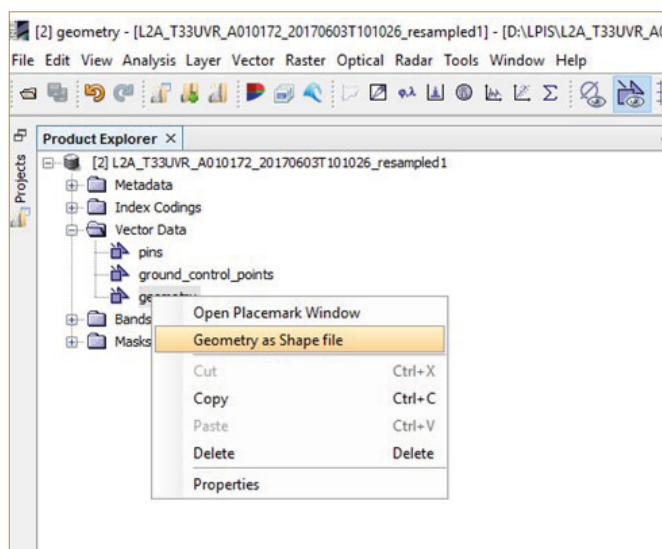 [2] geometry - [L2A_T33UVR_A010172_20170603T101026_resampled1] - [D:\LPIS\L2A_T33UVR_A0
File Edit View Analysis Layer Vector Raster Optical Radar Tools Window Help
Product Explorer ×
Projects
[2] L2A_T33UVR_A010172_20170603T101026_resampled1
Metadata
Index Codings
Vector Data
pins
ground_control_points
geometry
Bands
Masks
Open Placemark Window
Geometry as Shape file
Cut Ctrl+X
Copy Ctrl+C
Paste Ctrl+V
Delete Delete
Properties